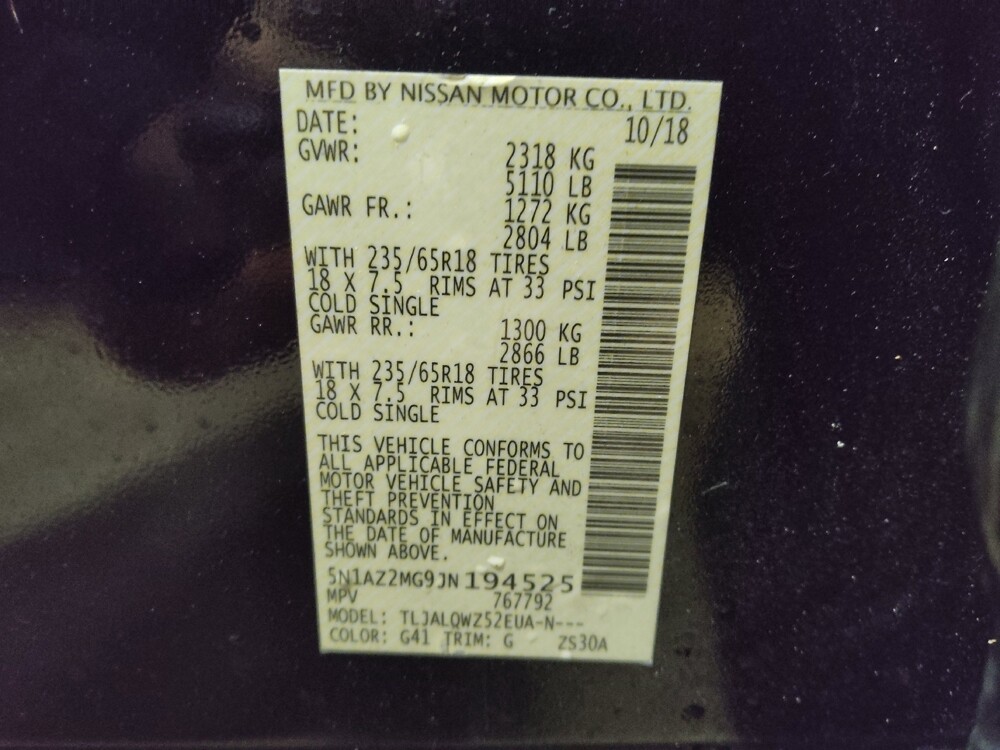 MFD BY NISSAN MOTOR CO., LTD.
DATE: 10/18
GVWR: 2318 KG
5110 LB
GAWR FR.: 1272 KG
2804 LB
WITH 235/65R18 TIRES
18 X 7.5 RIMS AT 33 PSI
COLD SINGLE
GAWR RR.: 1300 KG
2866 LB
WITH 235/65R18 TIRES
18 X 7.5 RIMS AT 33 PSI
COLD SINGLE
THIS VEHICLE CONFORMS TO
ALL APPLICABLE FEDERAL
MOTOR VEHICLE SAFETY AND
THEFT PREVENTION
STANDARDS IN EFFECT ON
THE DATE OF MANUFACTURE
SHOWN ABOVE.
5N1AZ2MG9JN194525
MPV 767792
MODEL: TLJALQWZ52EUA-N---
COLOR: G41 TRIM: G ZS30A